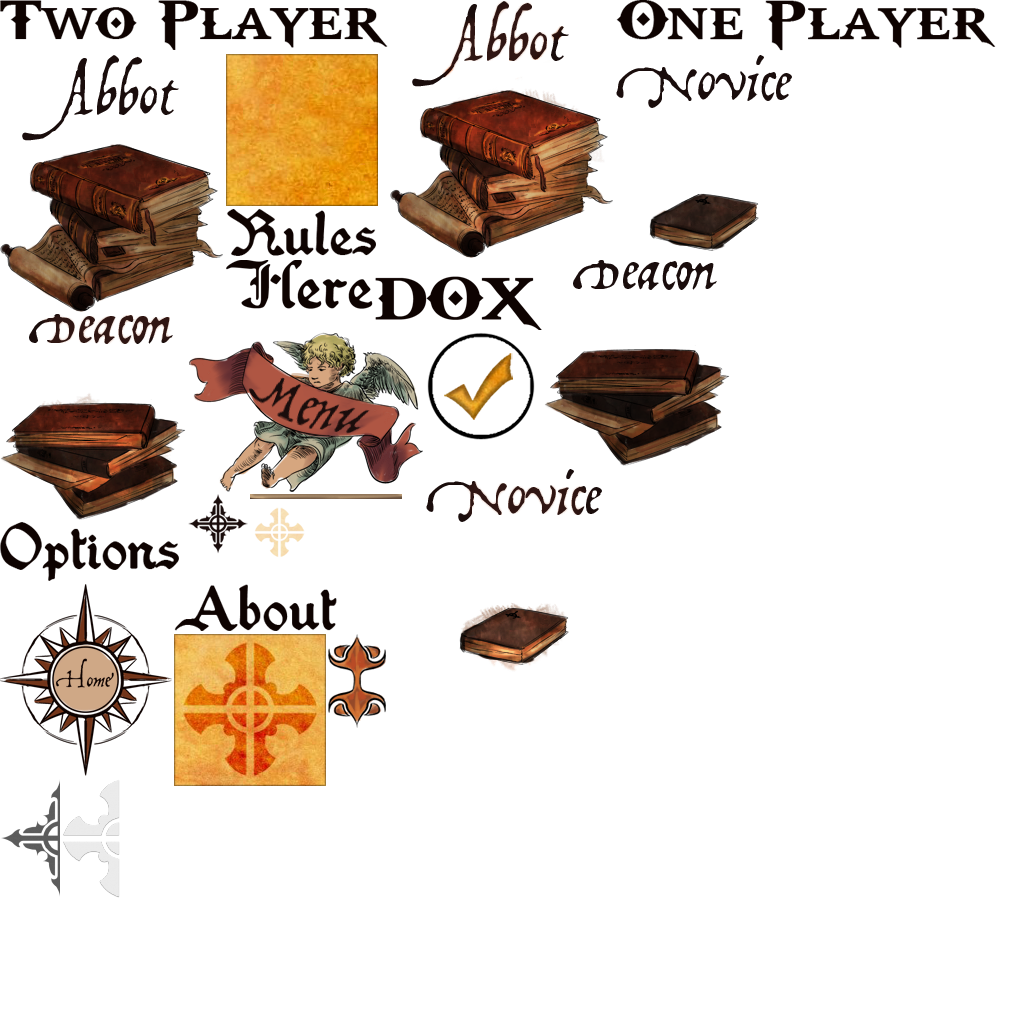 Two Player
Abbot
One Player
Abbot
Novice
Rules
Here
DOX
Deacon
Deacon
Menu
Novice
Options
About
Home